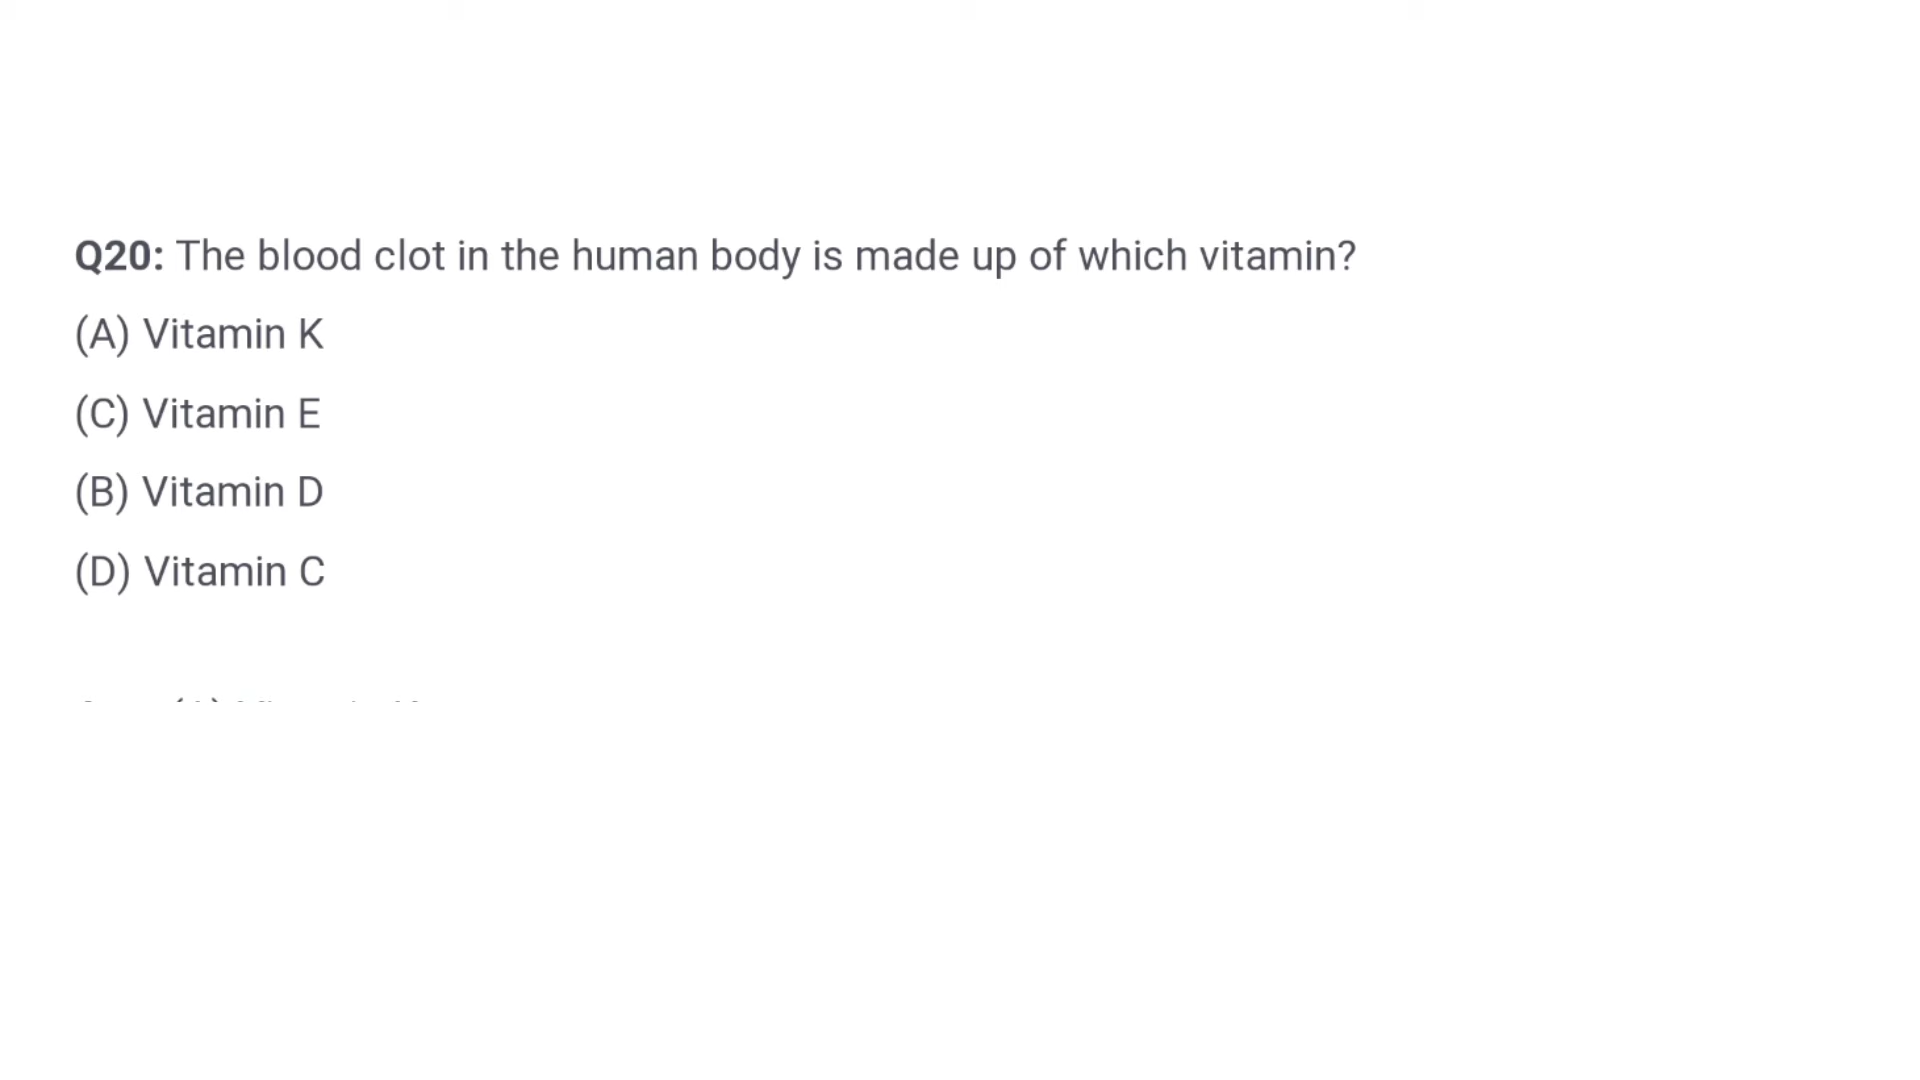 Q20: The blood clot in the human body is made up of which vitamin?
(A) Vitamin K
(C) Vitamin E
(B) Vitamin D
(D) Vitamin C